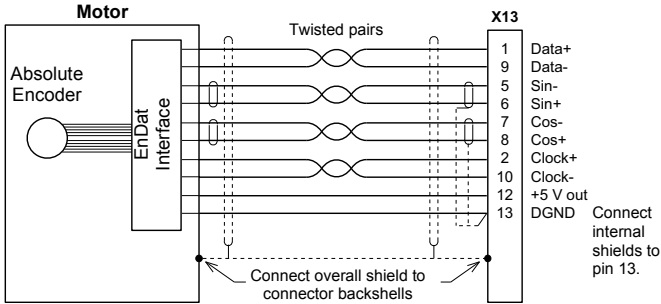 Motor
X13
Twisted pairs
Absolute
Encoder
EnDat
Interface
1 Data+
9 Data-
5 Sin-
6 Sin+
7 Cos-
8 Cos+
2 Clock+
10 Clock-
12 +5 V out
13 DGND
Connect
internal
shields to
pin 13.
Connect overall shield to
connector backshells